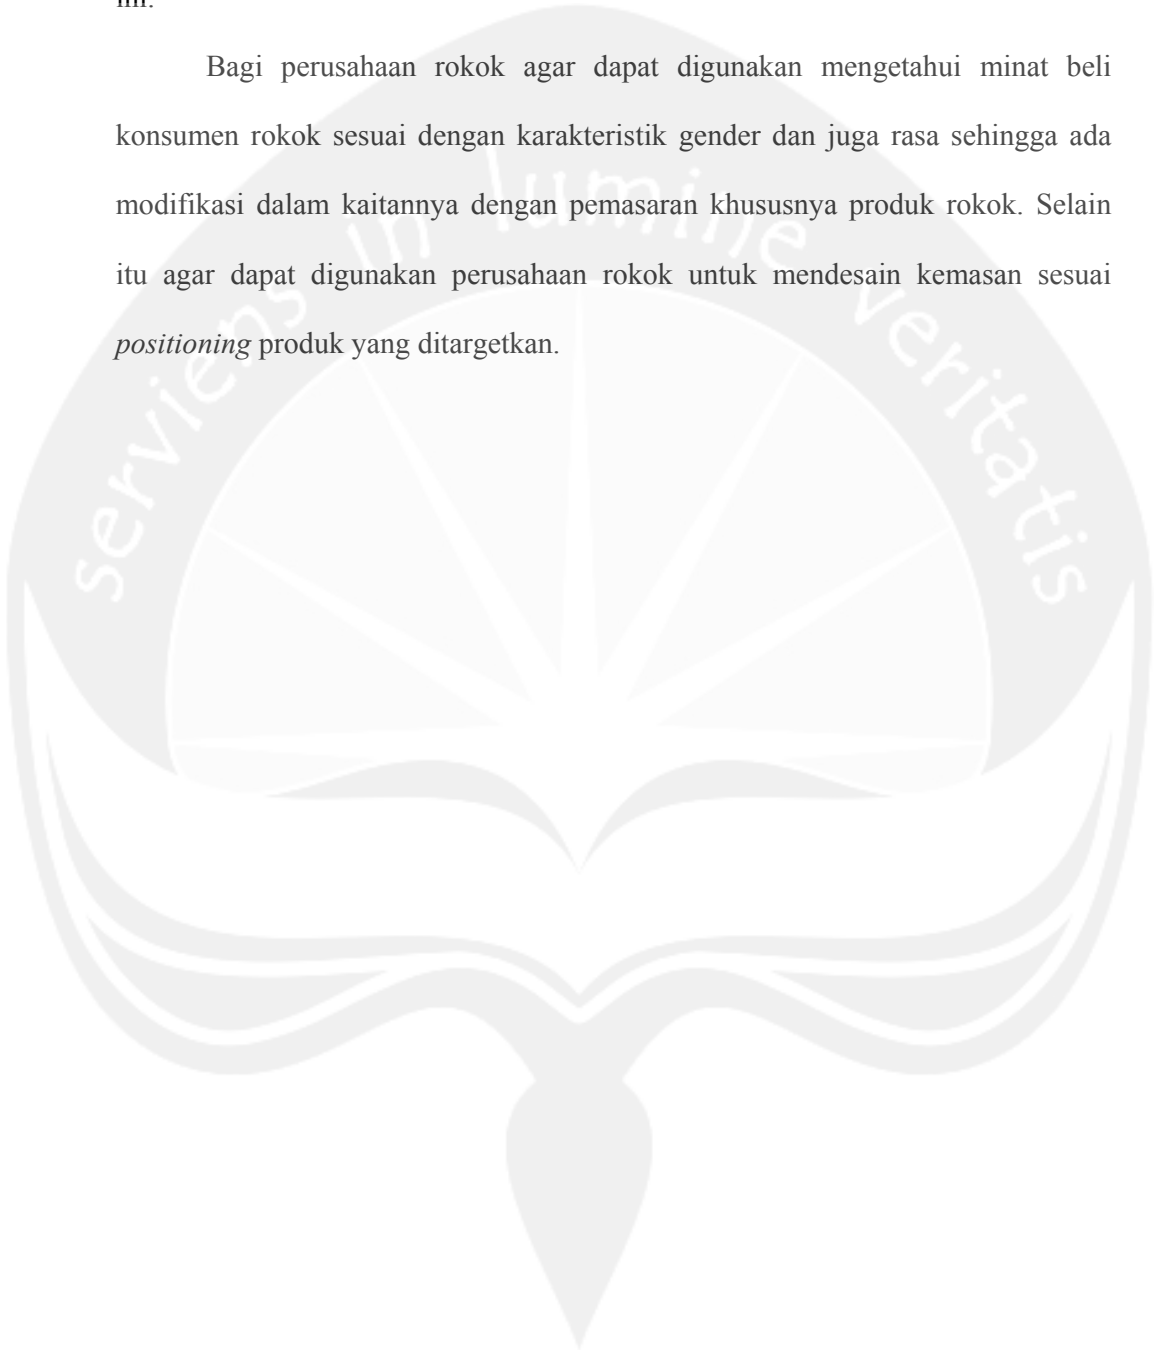 Bagi perusahaan rokok agar dapat digunakan mengetahui minat beli
konsumen rokok sesuai dengan karakteristik gender dan juga rasa sehingga ada
modifikasi dalam kaitannya dengan pemasaran khususnya produk rokok. Selain
itu agar dapat digunakan perusahaan rokok untuk mendesain kemasan sesuai
positioning produk yang ditargetkan.
serviens in lumine veritatis